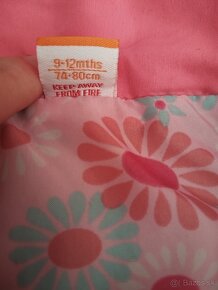 9-12mths
74-80cm
KEEP AWAY
FROM FIRE